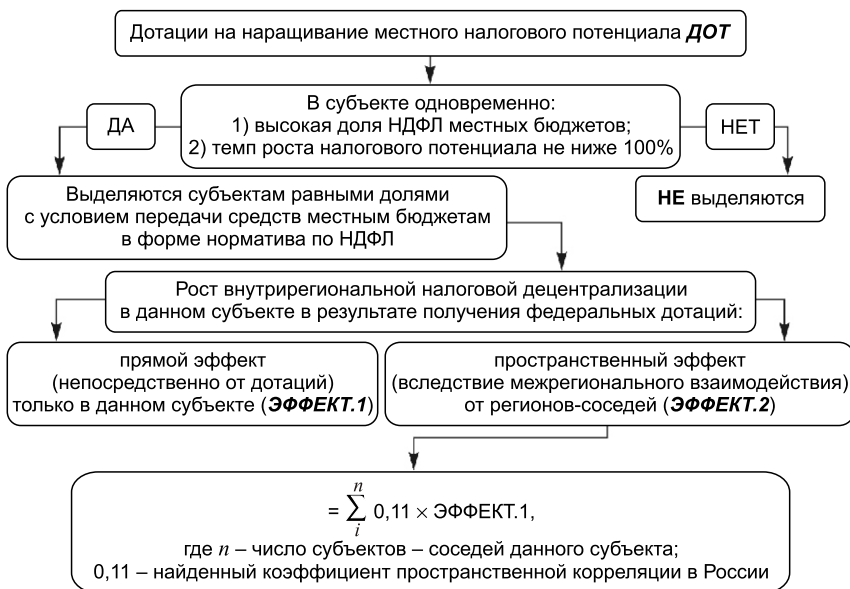 Дотации на наращивание местного налогового потенциала ДОТ
В субъекте одновременно:
1) высокая доля НДФЛ местных бюджетов;
2) темп роста налогового потенциала не ниже 100%
ДА
НЕТ
Выделяются субъектам равными долями
с условием передачи средств местным бюджетам
в форме норматива по НДФЛ
НЕ выделяются
Рост внутрирегиональной налоговой децентрализации
в данном субъекте в результате получения федеральных дотаций:
прямой эффект
(непосредственно от дотаций)
только в данном субъекте (ЭФФЕКТ.1)
пространственный эффект
(вследствие межрегионального взаимодействия)
от регионов-соседей (ЭФФЕКТ.2)
n
= ∑ 0,11 × ЭФФЕКТ.1,
i
где n – число субъектов – соседей данного субъекта;
0,11 – найденный коэффициент пространственной корреляции в России